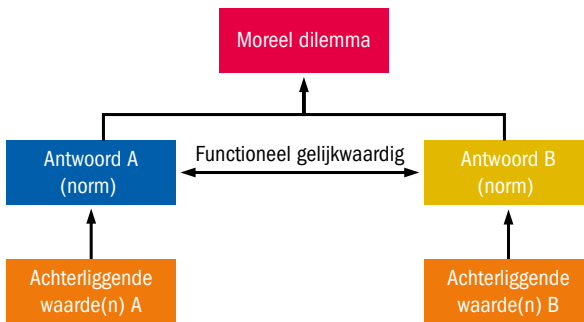 Moreel dilemma
Functioneel gelijkwaardig
Antwoord A
(norm)
Antwoord B
(norm)
Achterliggende
waarde(n) A
Achterliggende
waarde(n) B